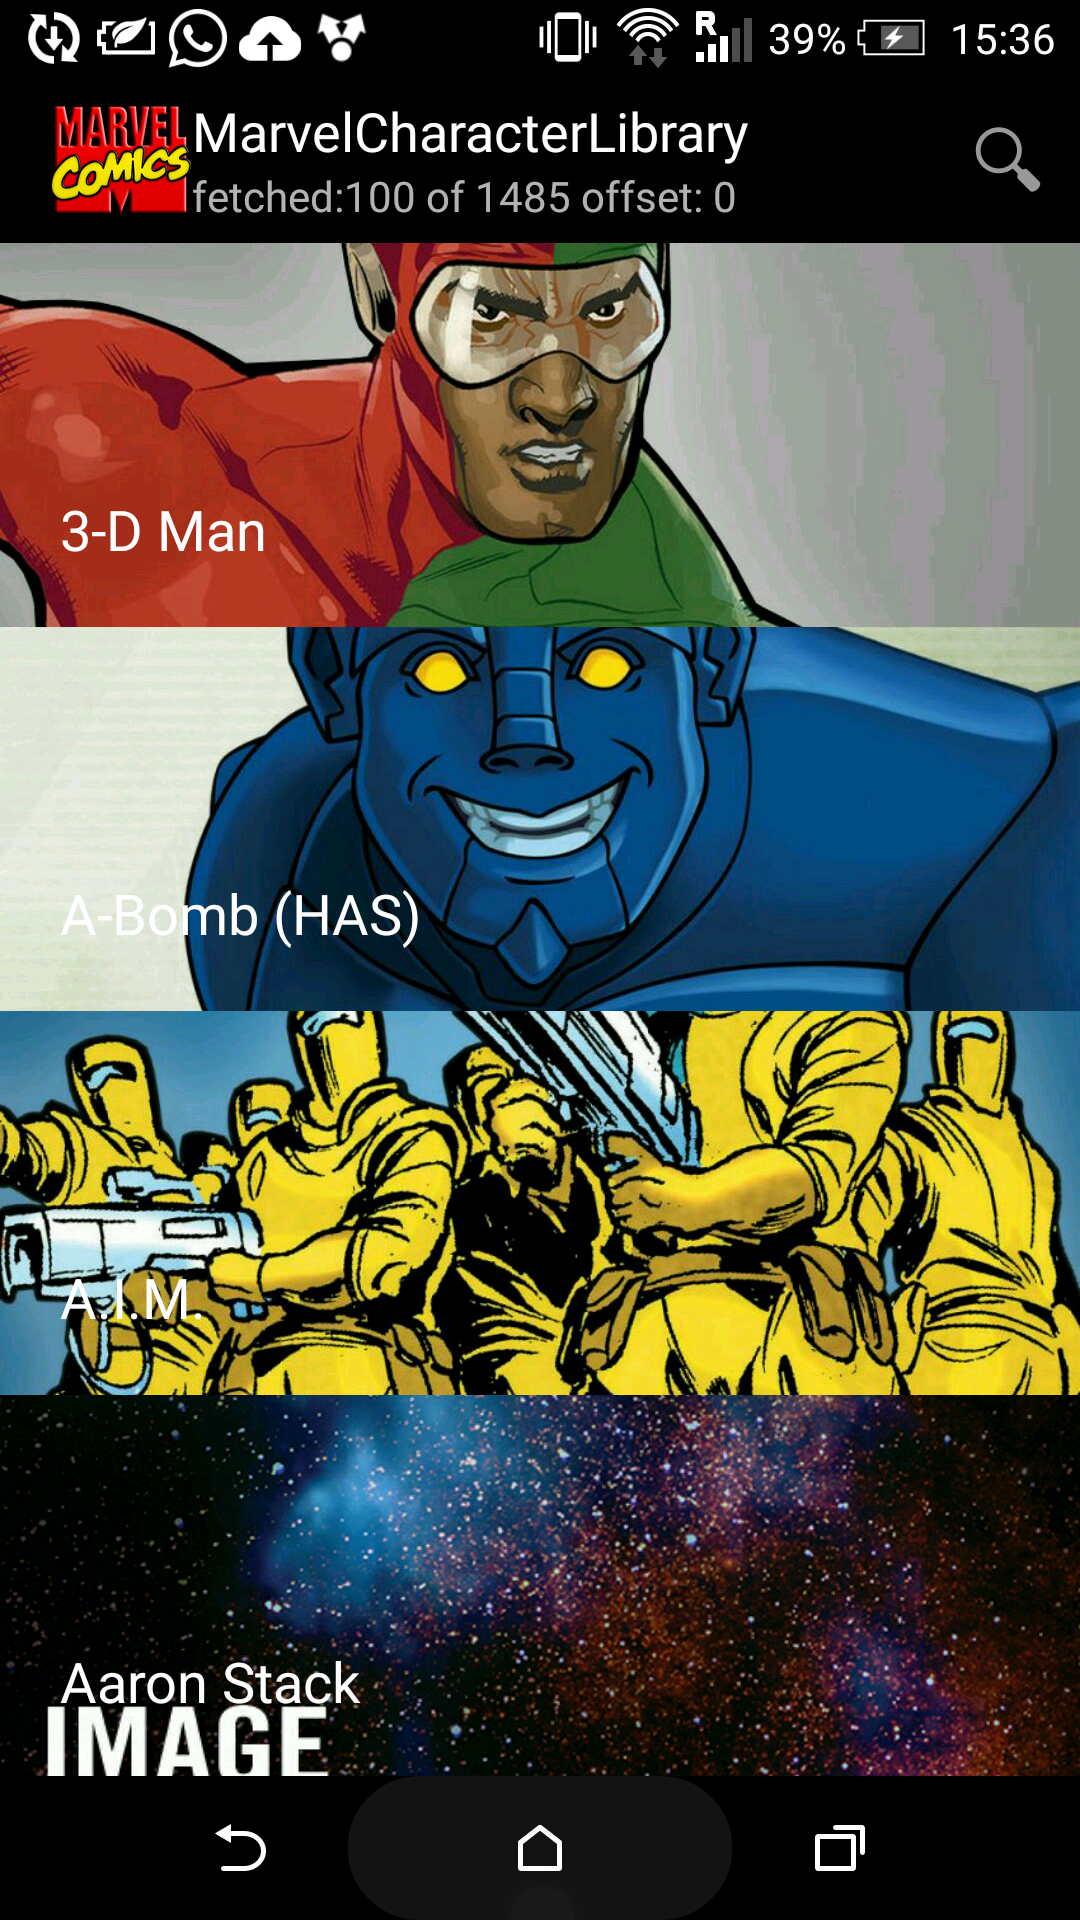 R 39% 15:36
MARVEL
COMICS
M
MarvelCharacterLibrary
fetched:100 of 1485 offset: 0
3-D Man
A-Bomb (HAS)
A.I.M.
Aaron Stack
IMAGE